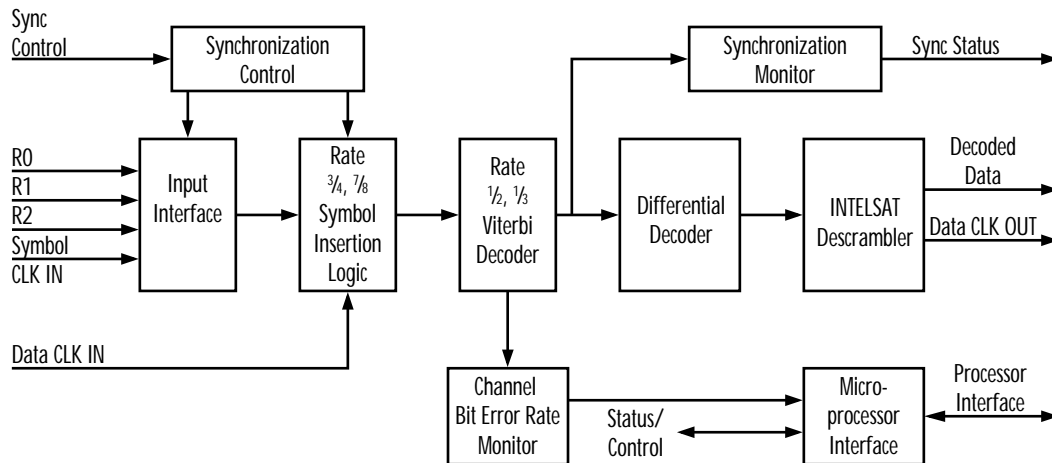 Sync
Control
Synchronization
Control
Synchronization
Monitor
Sync Status
R0
R1
R2
Symbol
CLK IN
Input
Interface
Rate
¾, ⅞
Symbol
Insertion
Logic
Rate
½, ⅓
Viterbi
Decoder
Differential
Decoder
INTELSAT
Descrambler
Decoded
Data
Data CLK OUT
Data CLK IN
Channel
Bit Error Rate
Monitor
Status/
Control
Micro-
processor
Interface
Processor
Interface